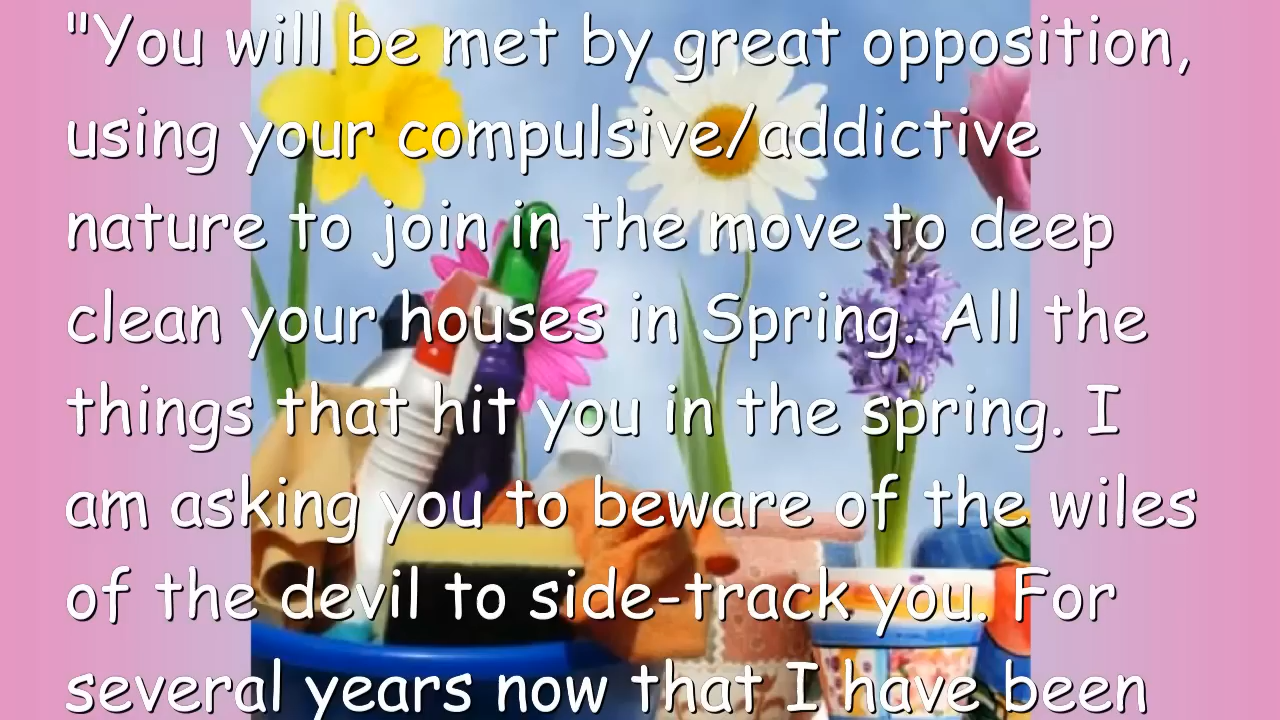 "You will be met by great opposition,
using your compulsive/addictive
nature to join in the move to deep
clean your houses in Spring. All the
things that hit you in the spring. I
am asking you to beware of the wiles
of the devil to side-track you. For
several years now that I have been